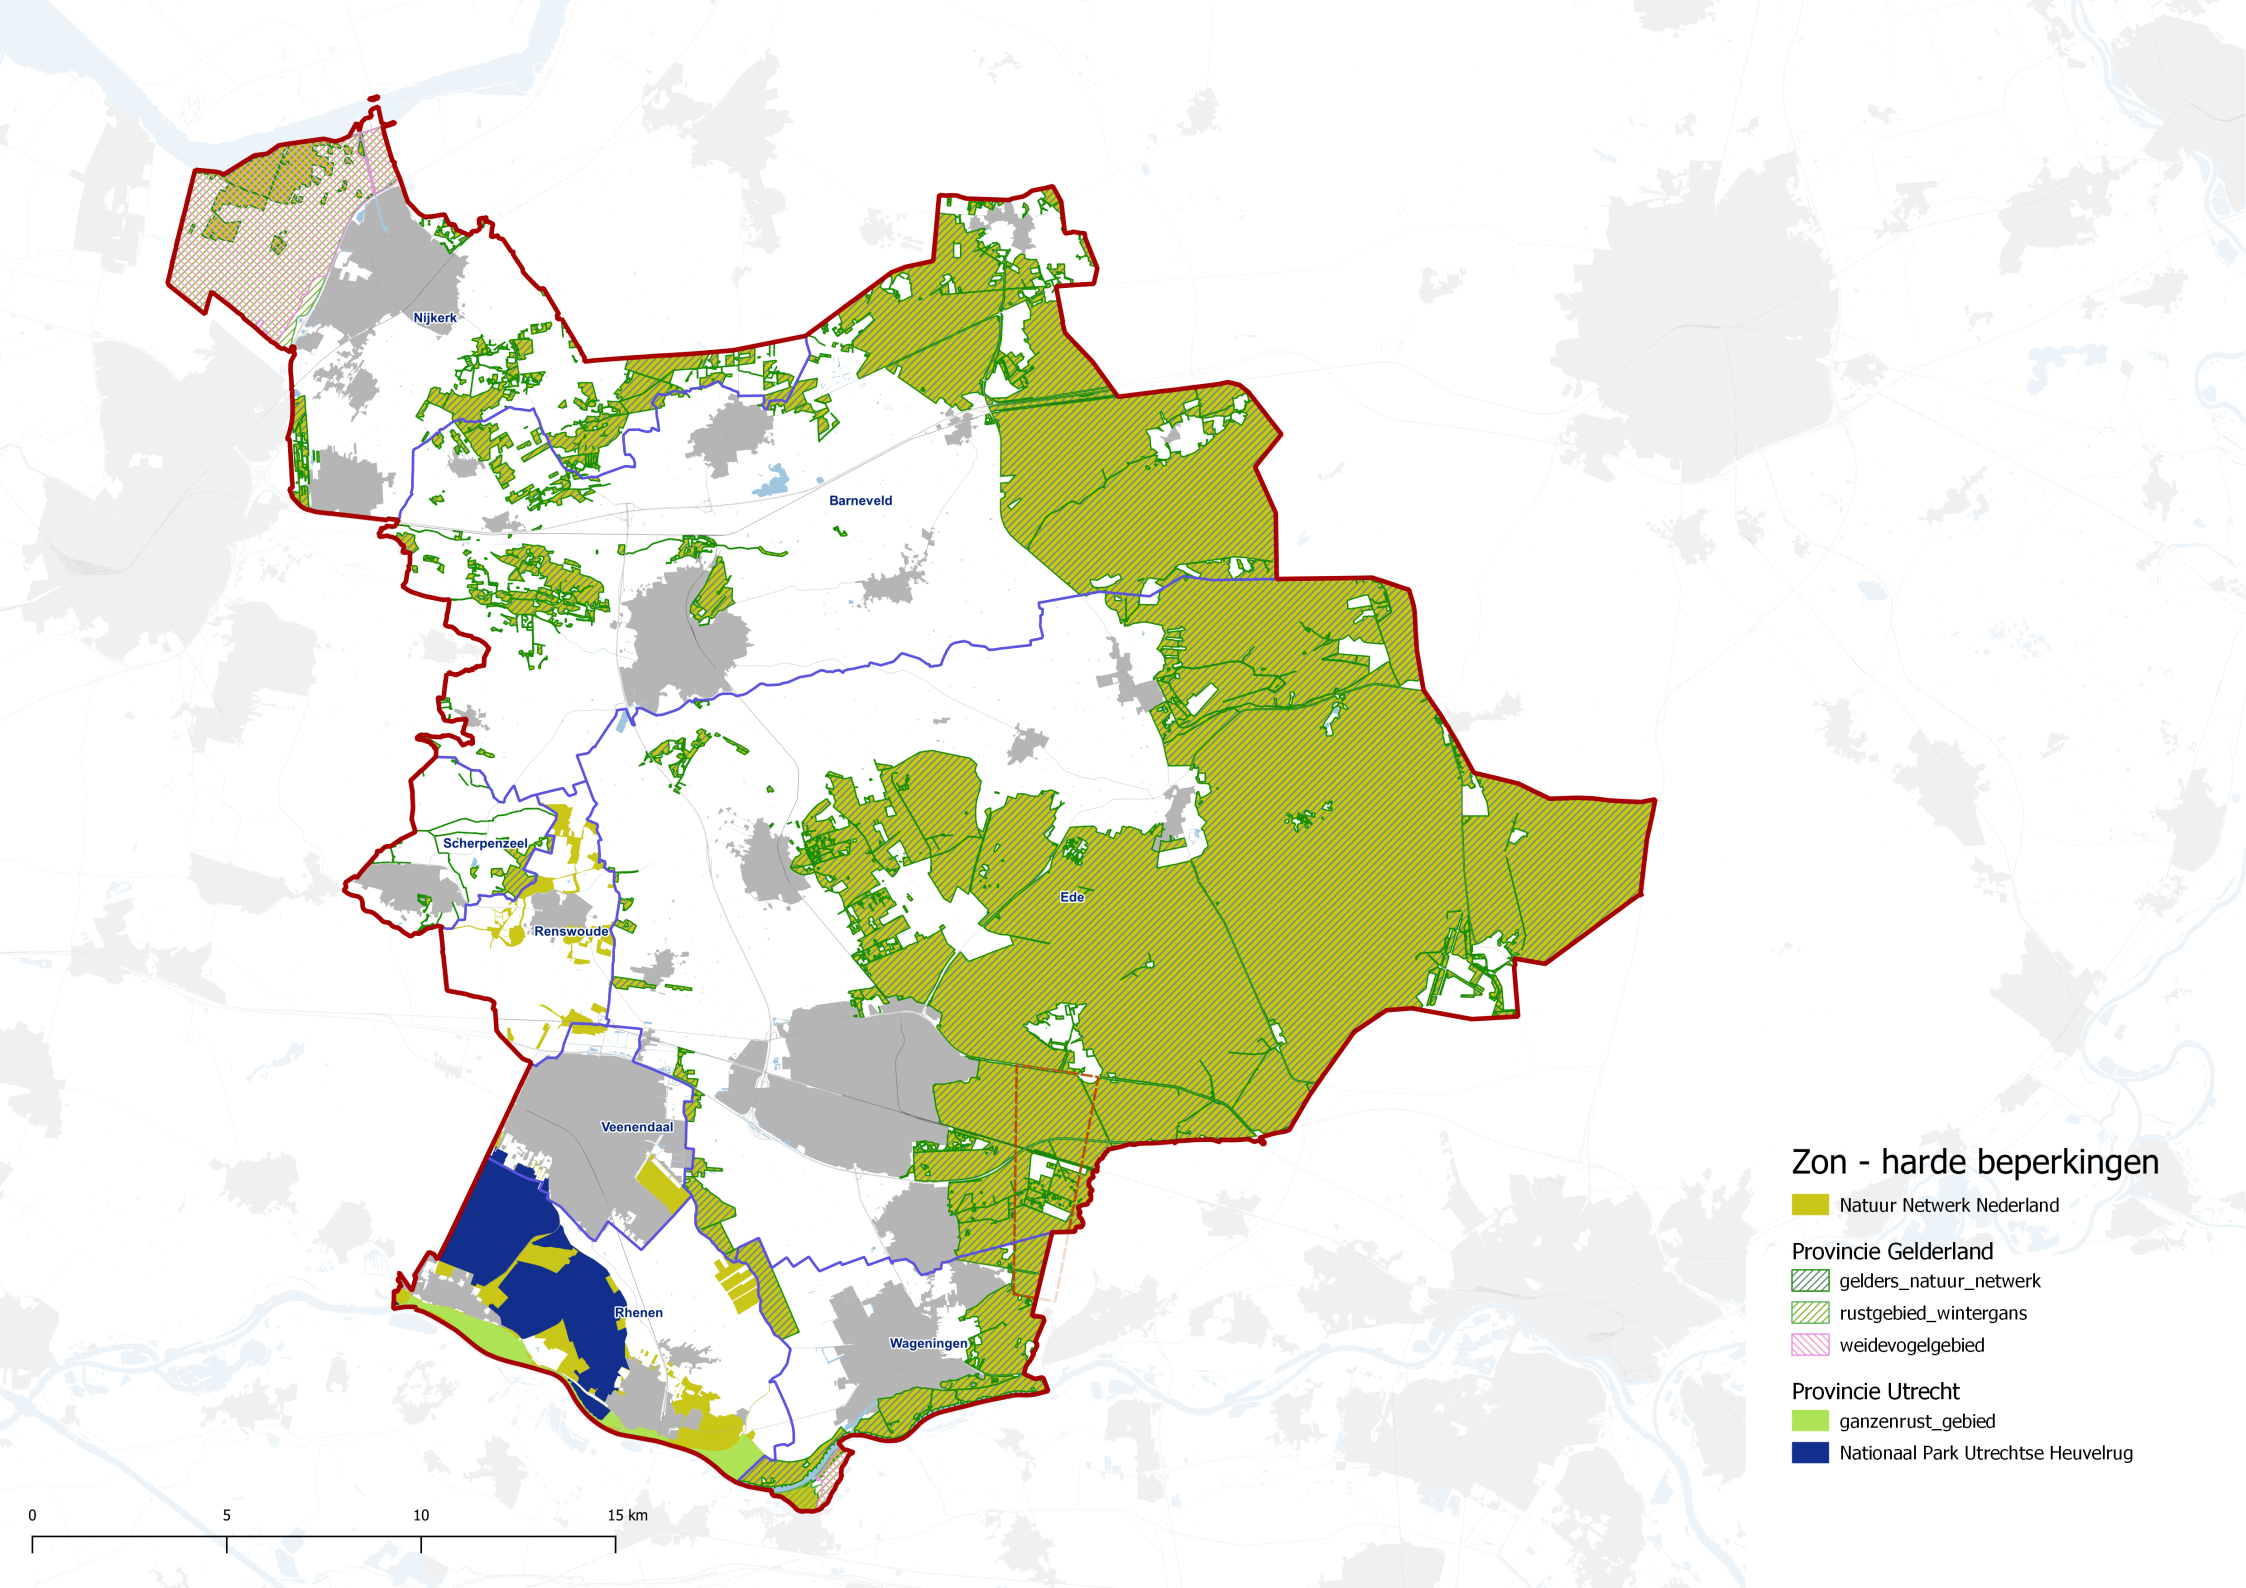 Nijkerk
Barneveld
Scherpenzeel
Ede
Renswoude
Veenendaal
Rhenen
Wageningen
Zon - harde beperkingen
Natuur Netwerk Nederland
Provincie Gelderland
gelders_natuur_netwerk
rustgebied_wintergans
weidevogelgebied
Provincie Utrecht
ganzenrust_gebied
Nationaal Park Utrechtse Heuvelrug
0 5 10 15 km